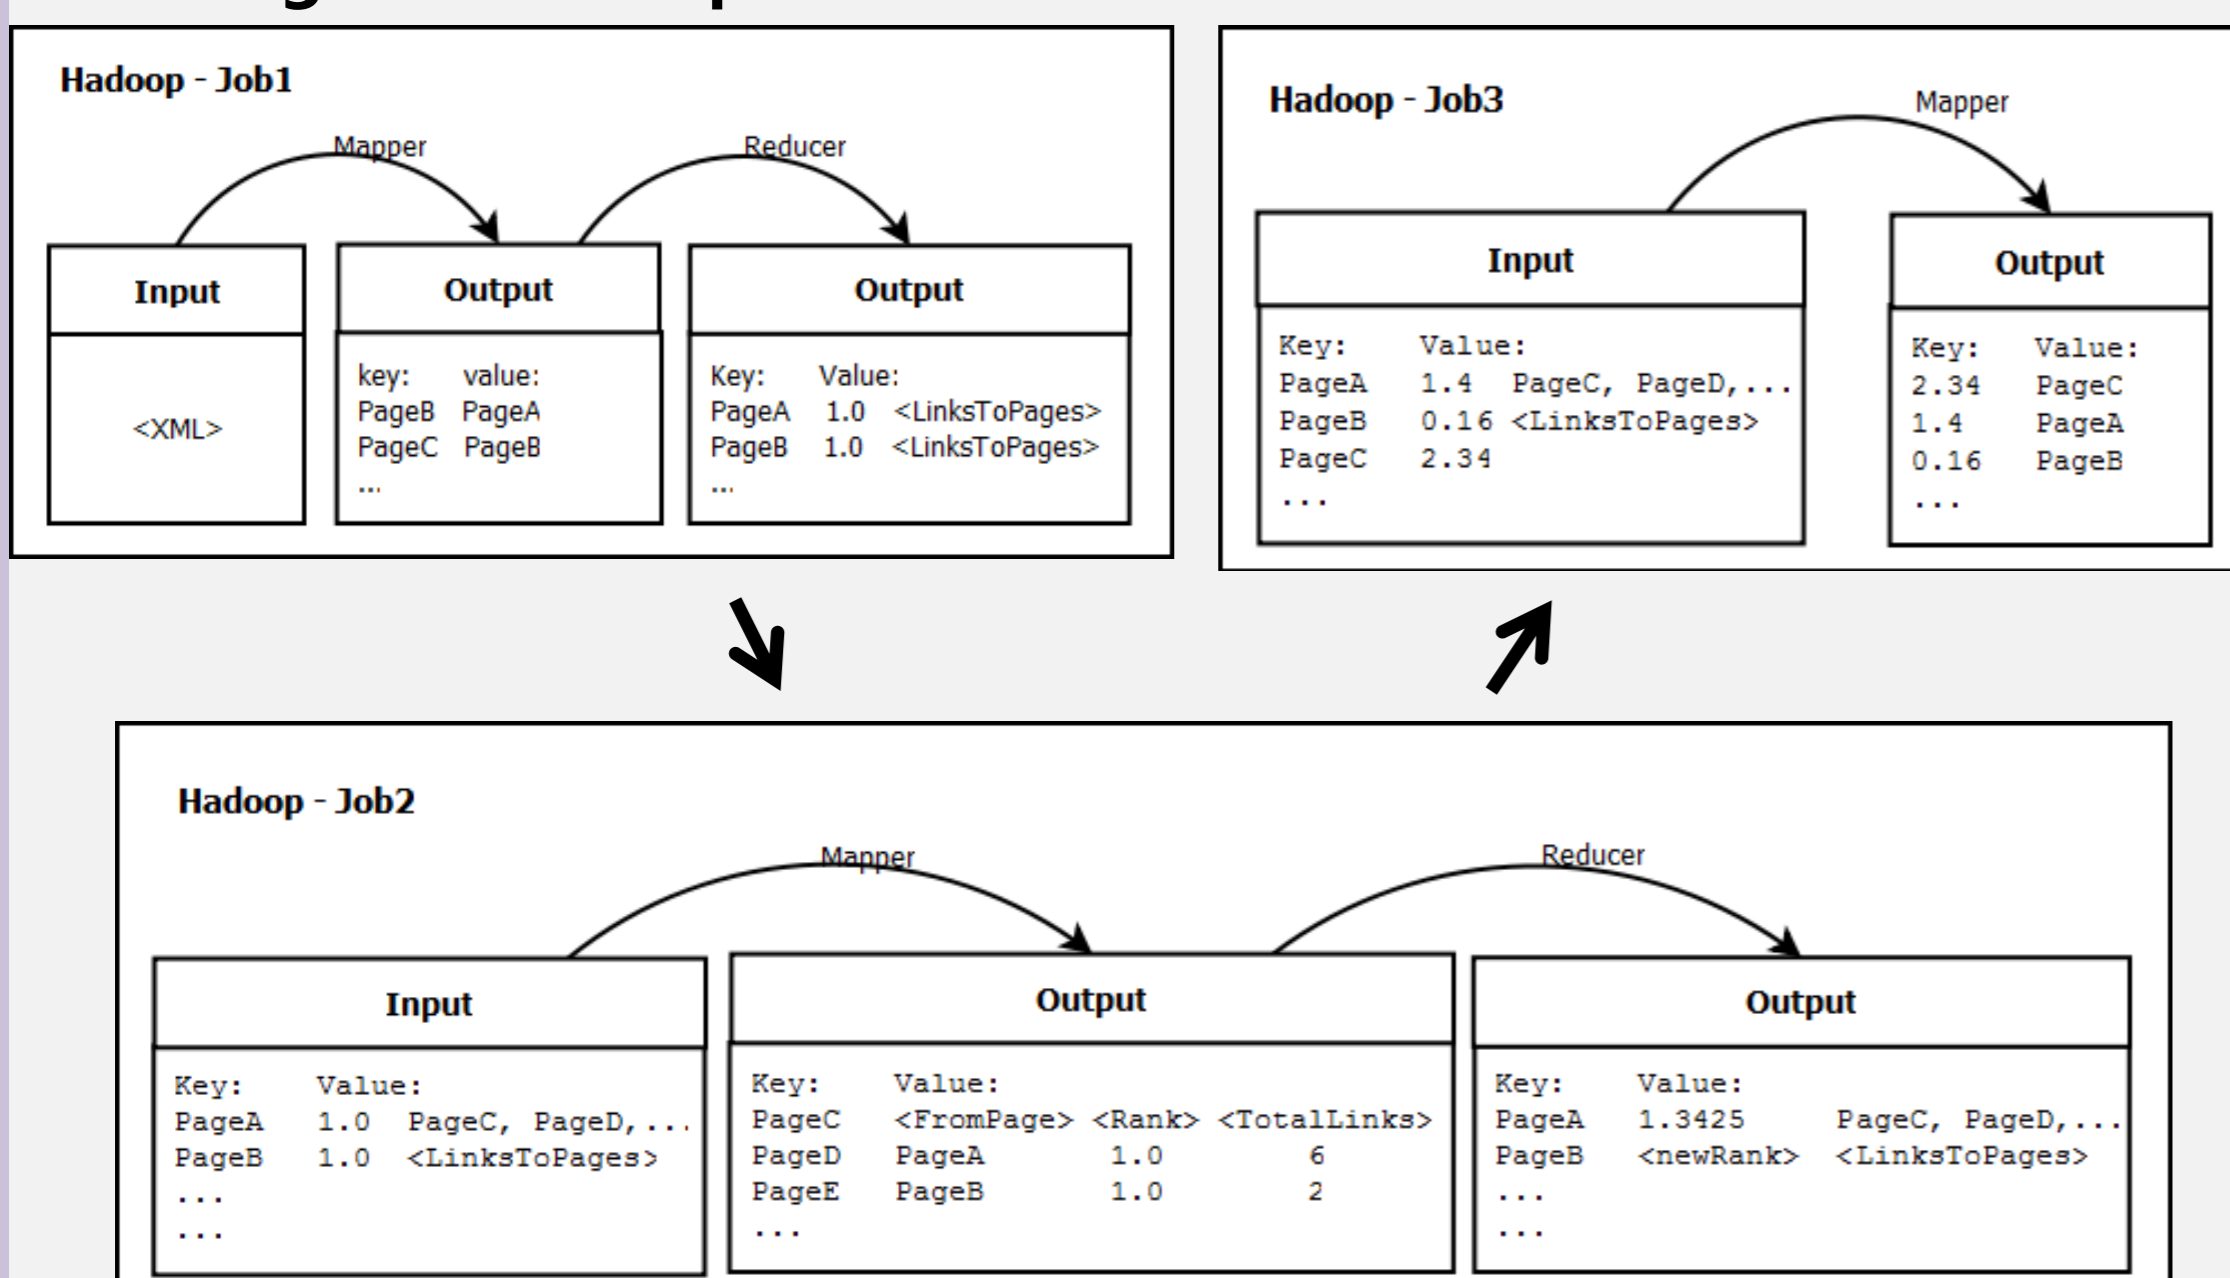 Hadoop - Job1
Mapper
Reducer
Input
Output
Output
<XML>
key: value:
PageB PageA
PageC PageB
...
Key: Value:
PageA 1.0 <LinksToPages>
PageB 1.0 <LinksToPages>
...
Hadoop - Job3
Mapper
Input
Output
Key: Value:
PageA 1.4 PageC, PageD,...
PageB 0.16 <LinksToPages>
PageC 2.34
...
Key: Value:
2.34 PageC
1.4 PageA
0.16 PageB
...
Hadoop - Job2
Mapper
Reducer
Input
Output
Output
Key: Value:
PageA 1.0 PageC, PageD,...
PageB 1.0 <LinksToPages>
...
...
Key: Value:
PageC <FromPage> <Rank> <TotalLinks>
PageD PageA 1.0 6
PageE PageB 1.0 2
...
Key: Value:
PageA 1.3425 PageC, PageD,...
PageB <newRank> <LinksToPages>
...
...